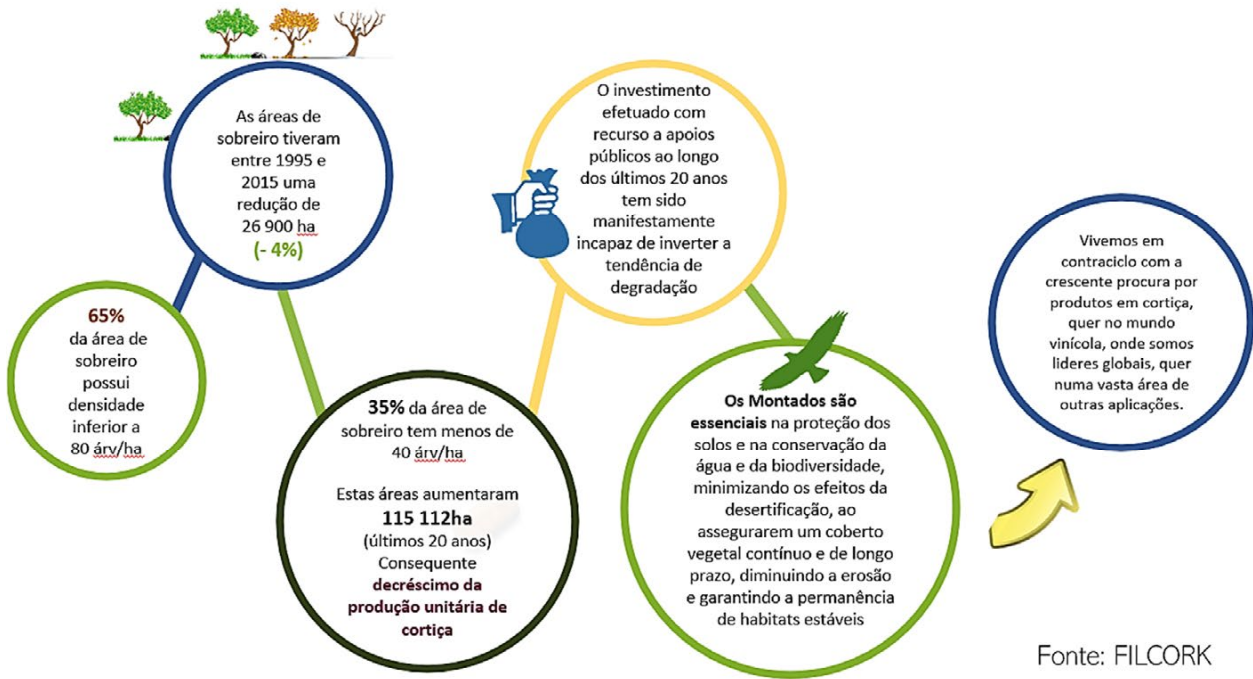 65%
da área de
sobreiro
possui
densidade
inferior a
80 árv/ha
As áreas de
sobreiro tiveram
entre 1995 e
2015 uma
redução de
26 900 ha
(- 4%)
35% da área de
sobreiro tem menos de
40 árv/ha
Estas áreas aumentaram
115 112ha
(últimos 20 anos)
Consequente
decréscimo da
produção unitária de
cortiça
O investimento
efetuado com
recurso a apoios
públicos ao longo
dos últimos 20 anos
tem sido
manifestamente
incapaz de inverter a
tendência de
degradação
Os Montados são
essenciais na proteção dos
solos e na conservação da
água e da biodiversidade,
minimizando os efeitos da
desertificação, ao
assegurarem um coberto
vegetal contínuo e de longo
prazo, diminuindo a erosão
e garantindo a permanência
de habitats estáveis
Vivemos em
contraciclo com a
crescente procura por
produtos em cortiça,
quer no mundo
vinícola, onde somos
lideres globais, quer
numa vasta área de
outras aplicações.
Fonte: FILCORK